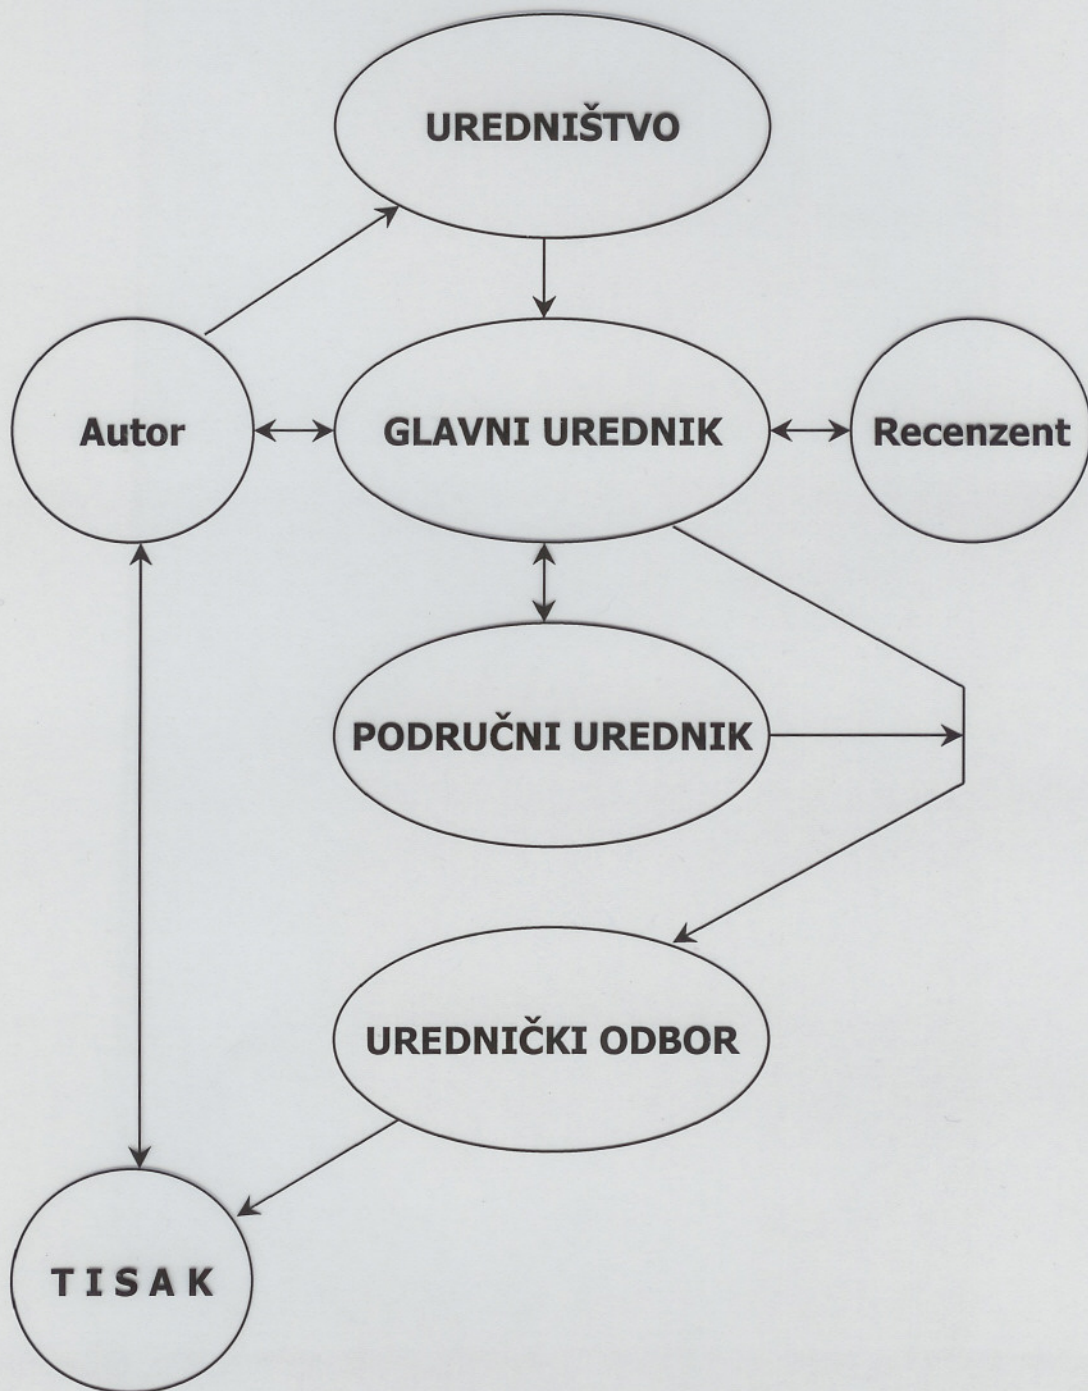 UREDNIŠTVO
Autor
GLAVNI UREDNIK
Recenzent
PODRUČNI UREDNIK
UREDNIČKI ODBOR
T I S A K